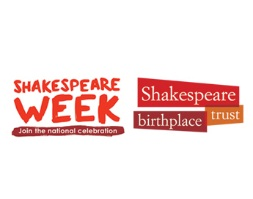 SHAKESPEARE
WEEK
Join the national celebration
Shakespeare
birthplace trust